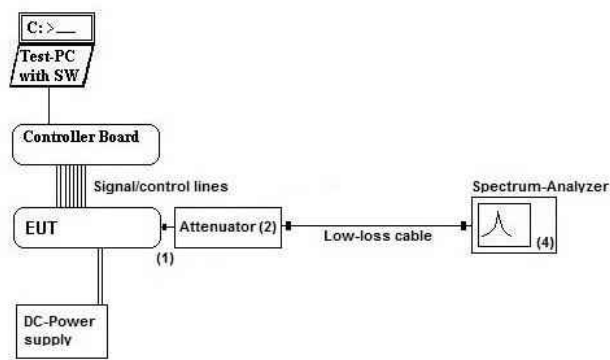 C: >__
Test-PC
with SW
Controller Board
Signal/control lines
Spectrum-Analyzer
EUT
Attenuator (2)
Low-loss cable
(4)
(1)
DC-Power
supply